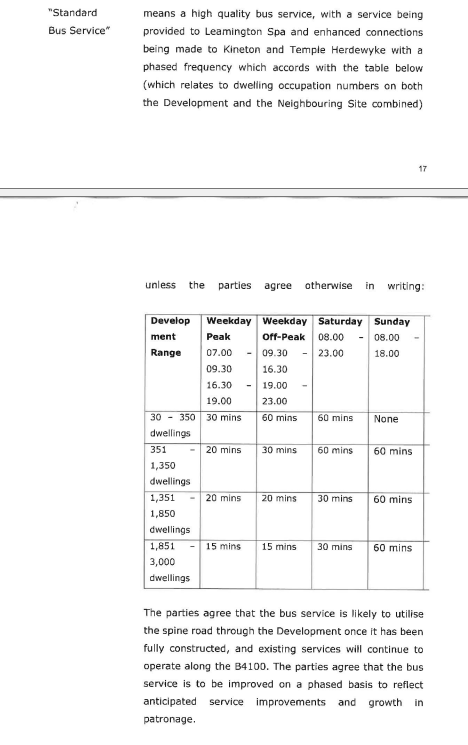 "Standard means a high quality bus service, with a service being
Bus Service" provided to Leamington Spa and enhanced connections
being made to Kineton and Temple Herdewyke with a
phased frequency which accords with the table below
(which relates to dwelling occupation numbers on both
the Development and the Neighbouring Site combined)
17
unless the parties agree otherwise in writing:
Develop Weekday Weekday Saturday Sunday
ment Peak Off-Peak 08.00 – 08.00 –
Range 07.00 – 09.30 – 23.00 18.00
09.30 16.30
16.30 – 19.00 –
19.00 23.00
30 – 350 30 mins 60 mins 60 mins None
dwellings
351 – 20 mins 30 mins 60 mins 60 mins
1,350
dwellings
1,351 – 20 mins 20 mins 30 mins 60 mins
1,850
dwellings
1,851 – 15 mins 15 mins 30 mins 60 mins
3,000
dwellings
The parties agree that the bus service is likely to utilise
the spine road through the Development once it has been
fully constructed, and existing services will continue to
operate along the B4100. The parties agree that the bus
service is to be improved on a phased basis to reflect
anticipated service improvements and growth in
patronage.